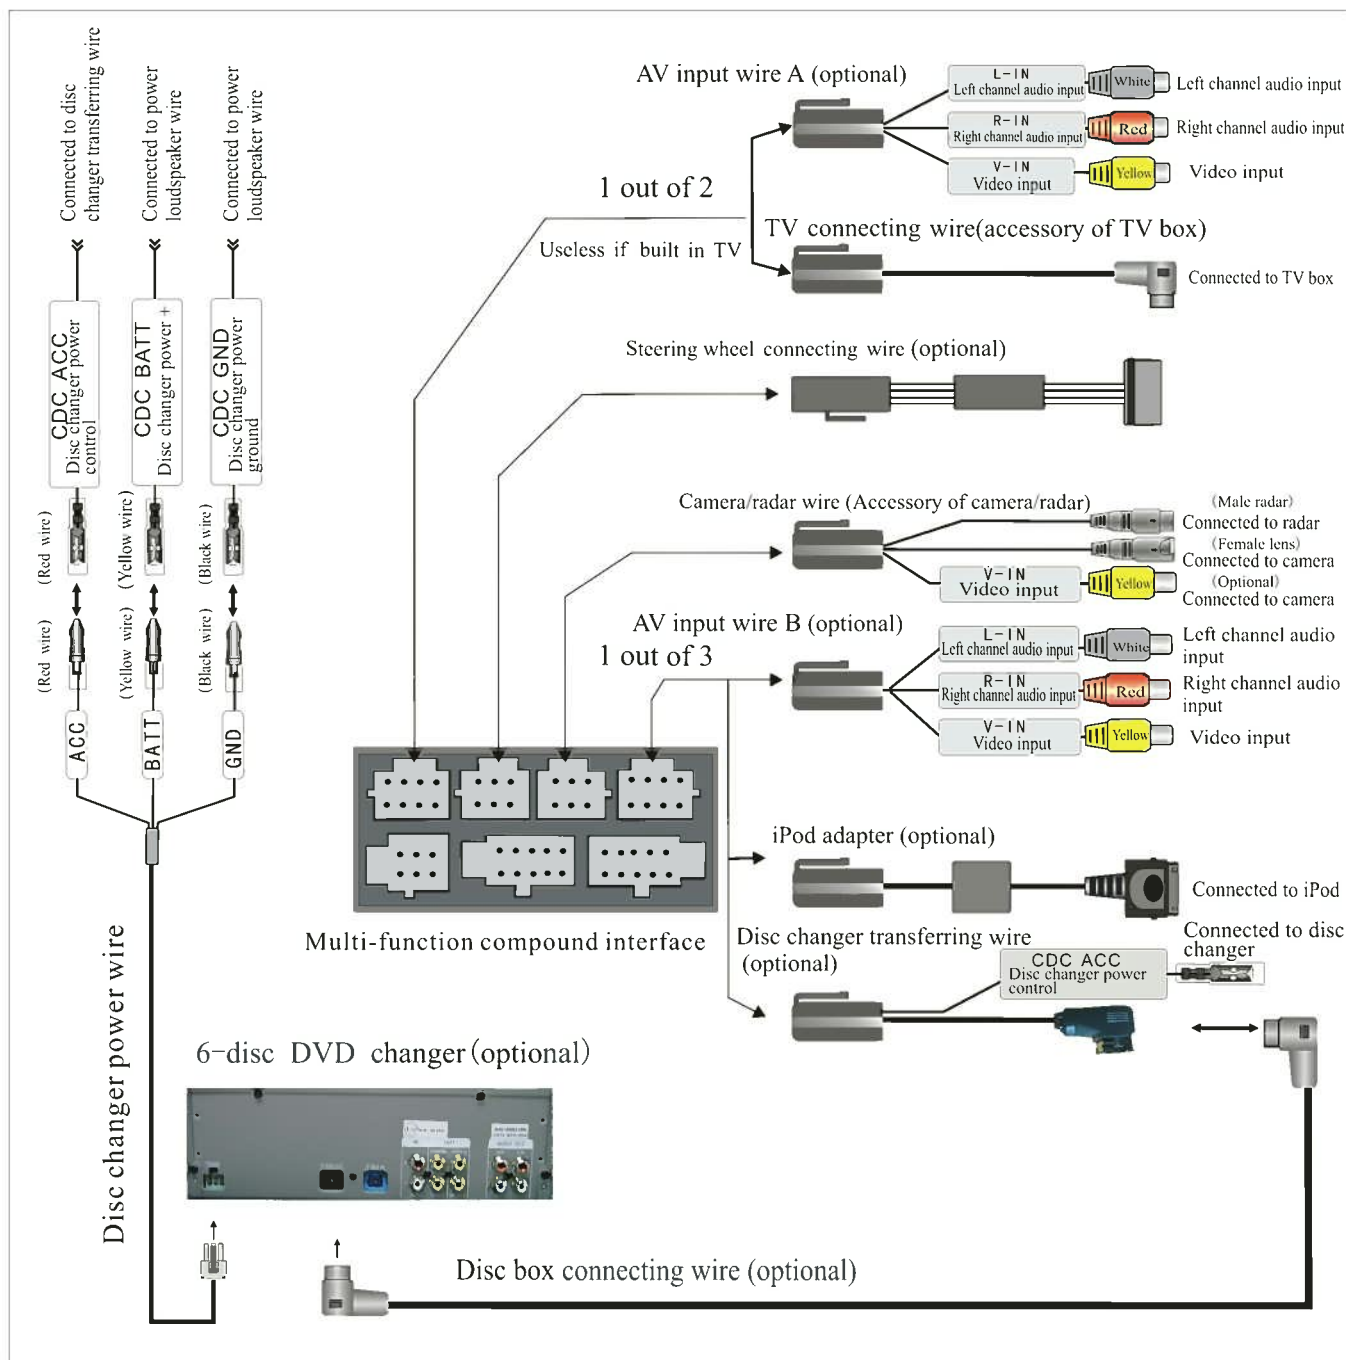 Connected to disc
changer transferring wire
Connected to power
loudspeaker wire
Connected to power
loudspeaker wire
CDC ACC
Disc changer power
control
CDC BATT
Disc changer power +
CDC GND
Disc changer power
ground
(Red wire)
(Yellow wire)
(Black wire)
(Red wire)
(Yellow wire)
(Black wire)
ACC
BATT
GND
Disc changer power wire
AV input wire A (optional)
L-IN
Left channel audio input
White
Left channel audio input
R-IN
Right channel audio input
Red
Right channel audio input
V-IN
Video input
Yellow
Video input
1 out of 2
Useless if built in TV
TV connecting wire(accessory of TV box)
Connected to TV box
Steering wheel connecting wire (optional)
Camera/radar wire (Accessory of camera/radar)
(Male radar)
Connected to radar
(Female lens)
Connected to camera
V-IN
Video input
Yellow
(Optional)
Connected to camera
AV input wire B (optional)
1 out of 3
L-IN
Left channel audio input
White
Left channel audio
input
R-IN
Right channel audio input
Red
Right channel audio
input
V-IN
Video input
Yellow
Video input
iPod adapter (optional)
Connected to iPod
Multi-function compound interface
Disc changer transferring wire
(optional)
CDC ACC
Disc changer power
control
Connected to disc
changer
6-disc DVD changer(optional)
Disc box connecting wire (optional)